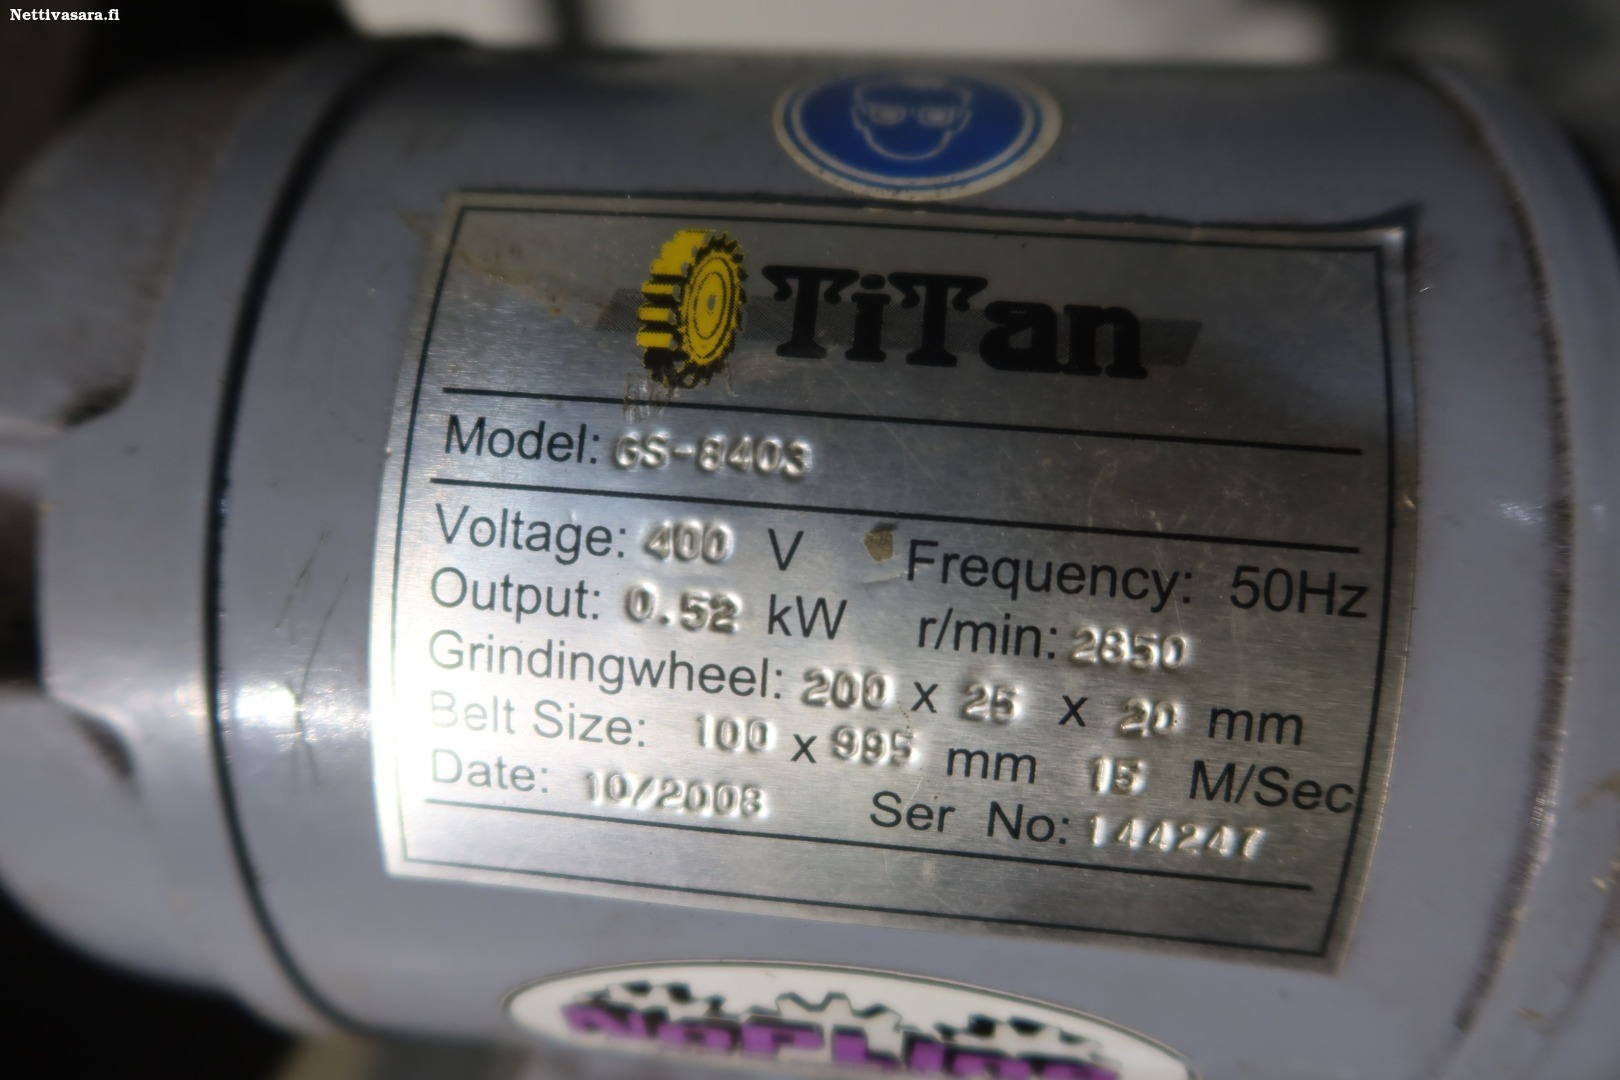 Nettivasara.fi
TiTan
Model: GS-8403
Voltage: 400 V Frequency: 50Hz
Output: 0.52 kW r/min: 2850
Grindingwheel: 200 x 25 x 20 mm
Belt Size: 100 x 995 mm 15 M/Sec
Date: 10/2008 Ser No: 144247